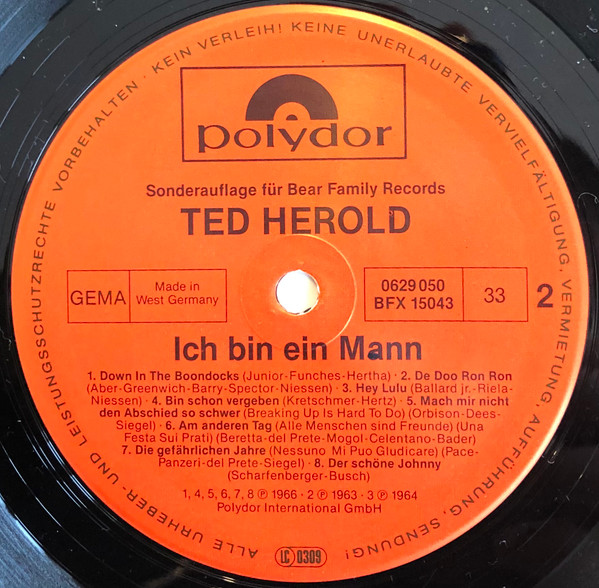 ALLE URHEBER- UND LEISTUNGSSCHUTZRECHTE VORBEHALTEN · KEIN VERLEIH! KEINE UNERLAUBTE VERVIELFÄLTIGUNG, VERMIETUNG, AUFFÜHRUNG, SENDUNG!
polydor
Sonderauflage für Bear Family Records
TED HEROLD
GEMA
Made in
West Germany
0629 050
BFX 15043
33
2
Ich bin ein Mann
1. Down In The Boondocks (Junior-Funches-Hertha) · 2. De Doo Ron Ron
(Aber-Greenwich-Barry-Spector-Niessen) · 3. Hey Lulu (Ballard jr.-Riela-
Niessen) · 4. Bin schon vergeben (Kretschmer-Hertz) · 5. Mach mir nicht
den Abschied so schwer (Breaking Up Is Hard To Do) (Orbison-Dees-
Siegel) · 6. Am anderen Tag (Alle Menschen sind Freunde) (Una
Festa Sui Prati) (Beretta-del Prete-Mogol-Celentano-Bader)
7. Die gefährlichen Jahre (Nessuno Mi Puo Gludicare) (Pace-
Panzeri-del Prete-Siegel) · 8. Der schöne Johnny
(Scharfenberger-Busch)
1, 4, 5, 6, 7, 8 ℗ 1966 · 2 ℗ 1963 · 3 ℗ 1964
Polydor International GmbH
LC 0309